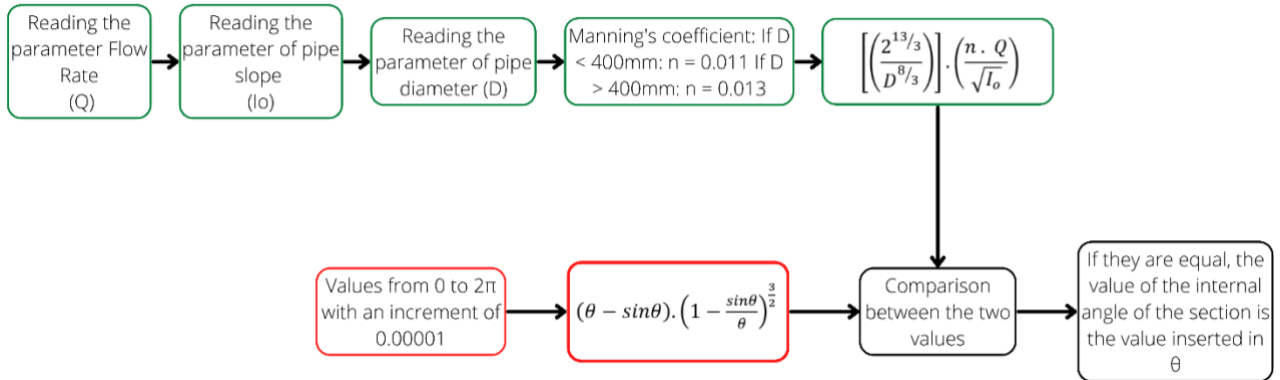 Reading the
parameter Flow
Rate
(Q)
Reading the
parameter of pipe
slope
(Io)
Reading the
parameter of pipe
diameter (D)
Manning's coefficient: If D
< 400mm: n = 0.011 If D
> 400mm: n = 0.013
[(2^{13/3}/D^{8/3})].(n . Q/√I_o)
Values from 0 to 2π
with an increment of
0.00001
(θ − sinθ).(1 − sinθ/θ)^{3/2}
Comparison
between the two
values
If they are equal, the
value of the internal
angle of the section is
the value inserted in
θ